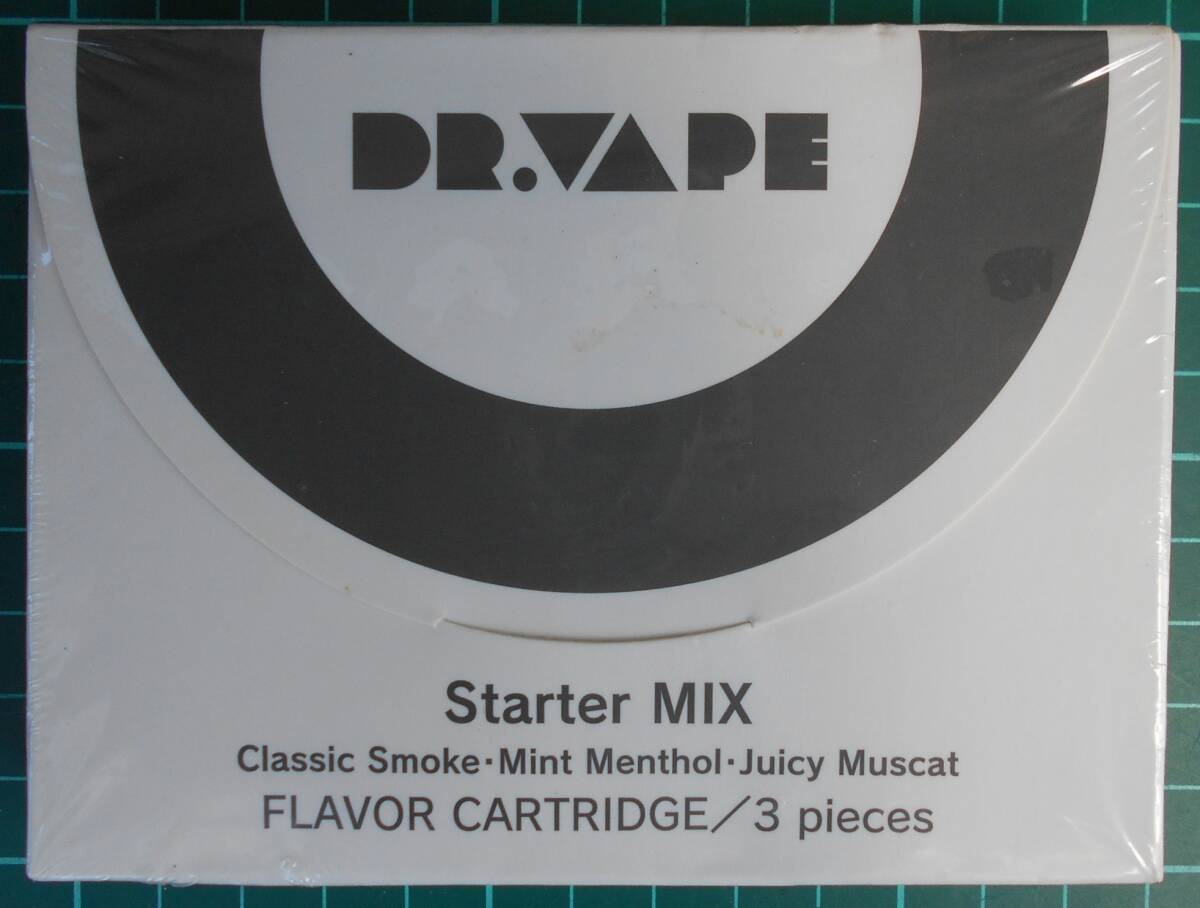 DR.VAPE
Starter MIX
Classic Smoke・Mint Menthol・Juicy Muscat
FLAVOR CARTRIDGE／3 pieces